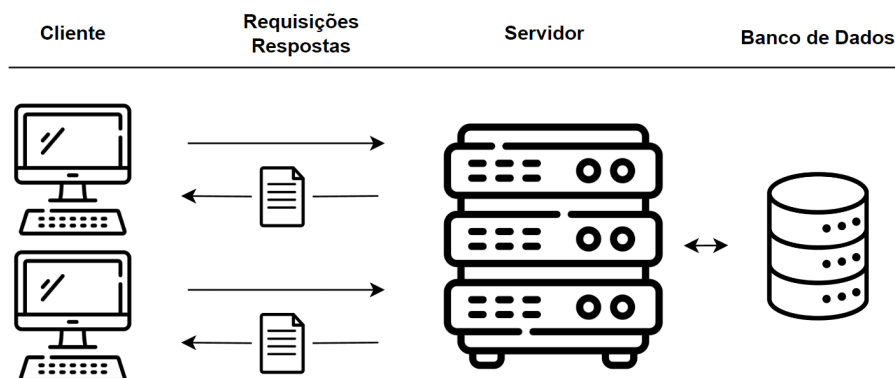 Cliente
Requisições
Respostas
Servidor
Banco de Dados